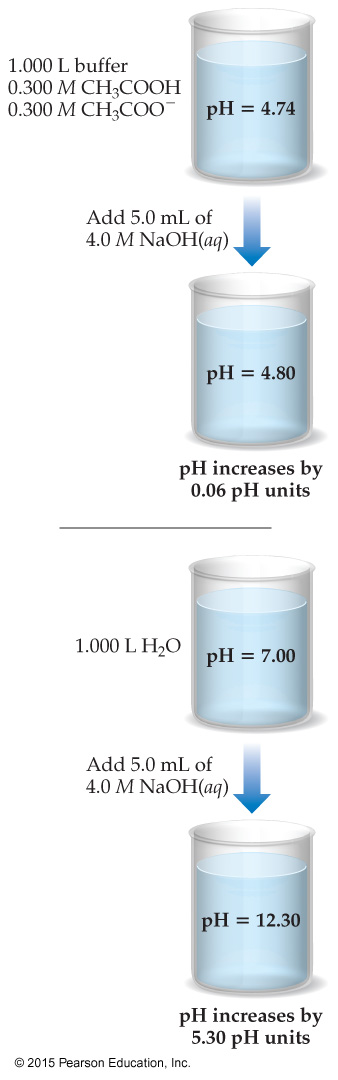 1.000 L buffer
0.300 M CH₃COOH
0.300 M CH₃COO⁻
pH = 4.74
Add 5.0 mL of
4.0 M NaOH(aq)
pH = 4.80
pH increases by
0.06 pH units
1.000 L H₂O
pH = 7.00
Add 5.0 mL of
4.0 M NaOH(aq)
pH = 12.30
pH increases by
5.30 pH units
© 2015 Pearson Education, Inc.